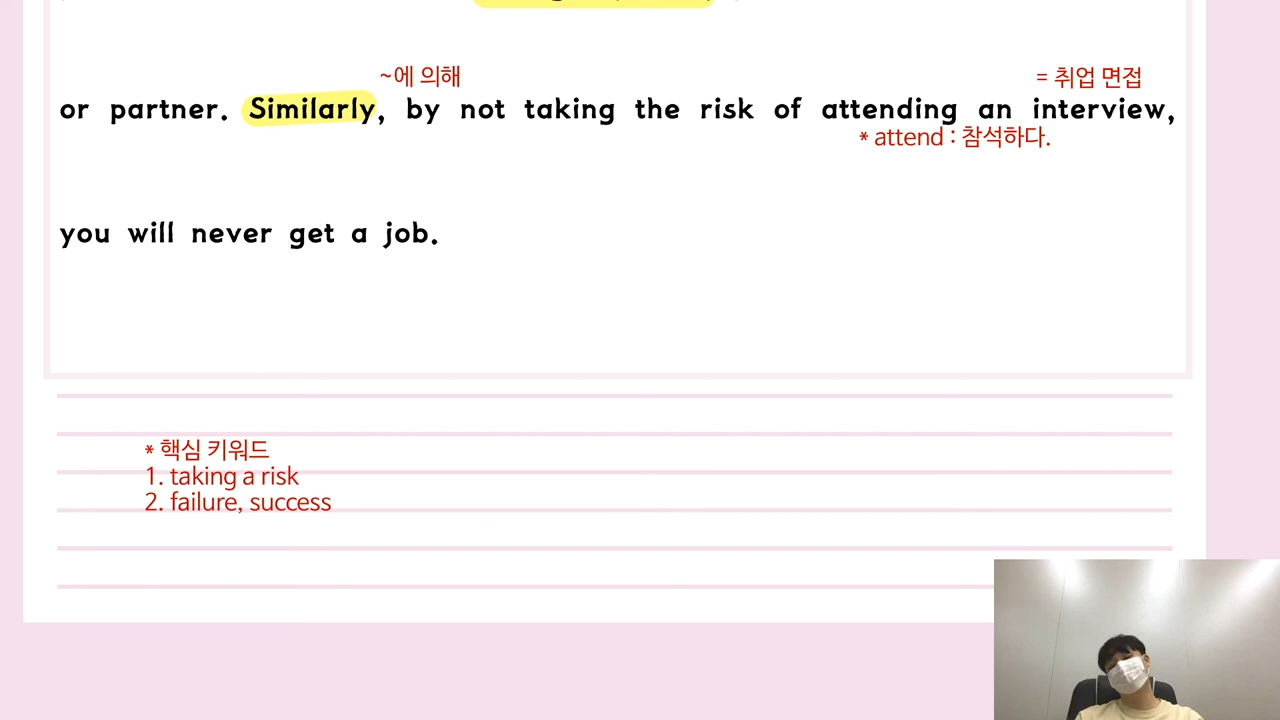 ~에 의해
= 취업 면접
or partner. Similarly, by not taking the risk of attending an interview,
* attend : 참석하다.
you will never get a job.
* 핵심 키워드
1. taking a risk
2. failure, success